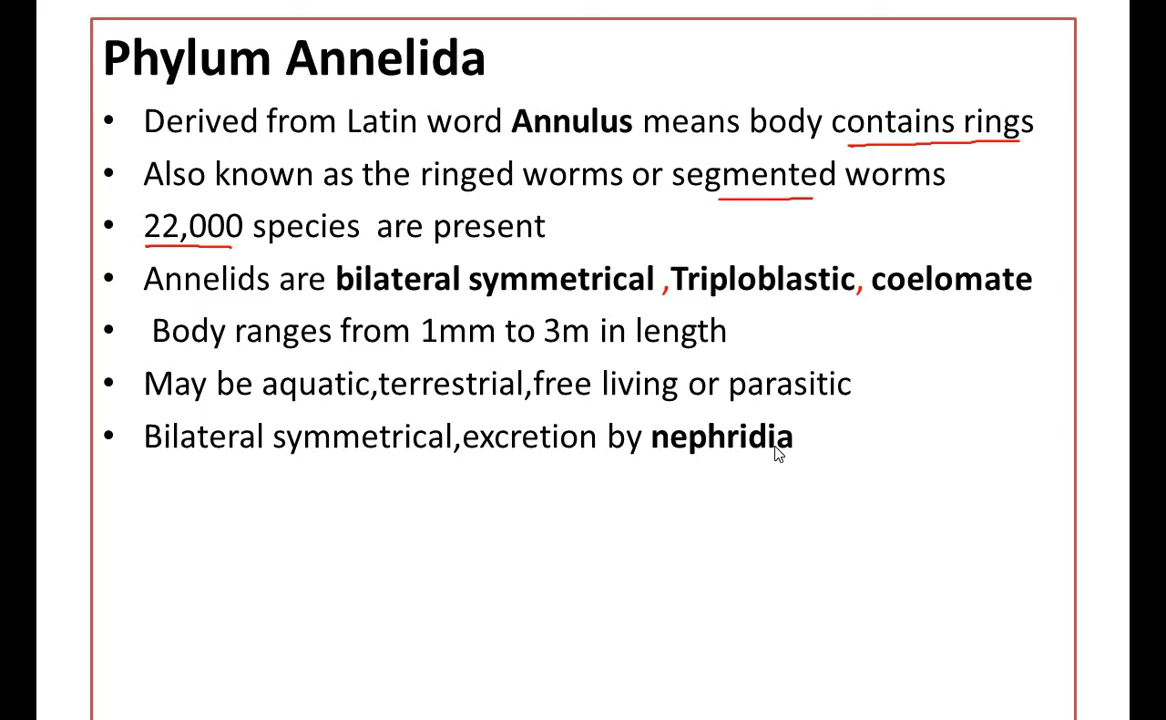 Phylum Annelida
• Derived from Latin word Annulus means body contains rings
• Also known as the ringed worms or segmented worms
• 22,000 species  are present
• Annelids are bilateral symmetrical ,Triploblastic, coelomate
•  Body ranges from 1mm to 3m in length
• May be aquatic,terrestrial,free living or parasitic
• Bilateral symmetrical,excretion by nephridia